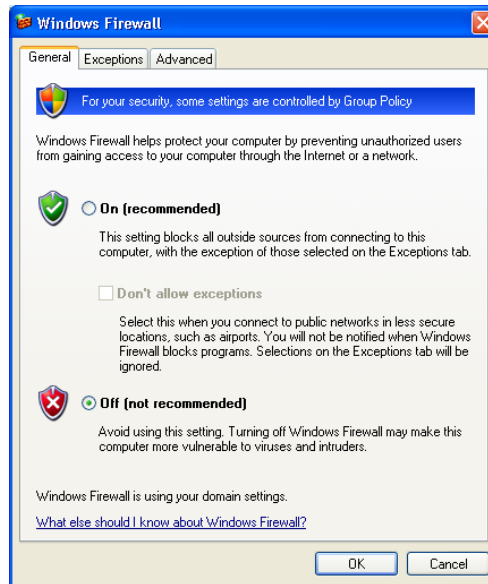 Windows Firewall
General Exceptions Advanced
For your security, some settings are controlled by Group Policy
Windows Firewall helps protect your computer by preventing unauthorized users
from gaining access to your computer through the Internet or a network.
On (recommended)
This setting blocks all outside sources from connecting to this
computer, with the exception of those selected on the Exceptions tab.
Don't allow exceptions
Select this when you connect to public networks in less secure
locations, such as airports. You will not be notified when Windows
Firewall blocks programs. Selections on the Exceptions tab will be
ignored.
Off (not recommended)
Avoid using this setting. Turning off Windows Firewall may make this
computer more vulnerable to viruses and intruders.
Windows Firewall is using your domain settings.
What else should I know about Windows Firewall?
OK Cancel